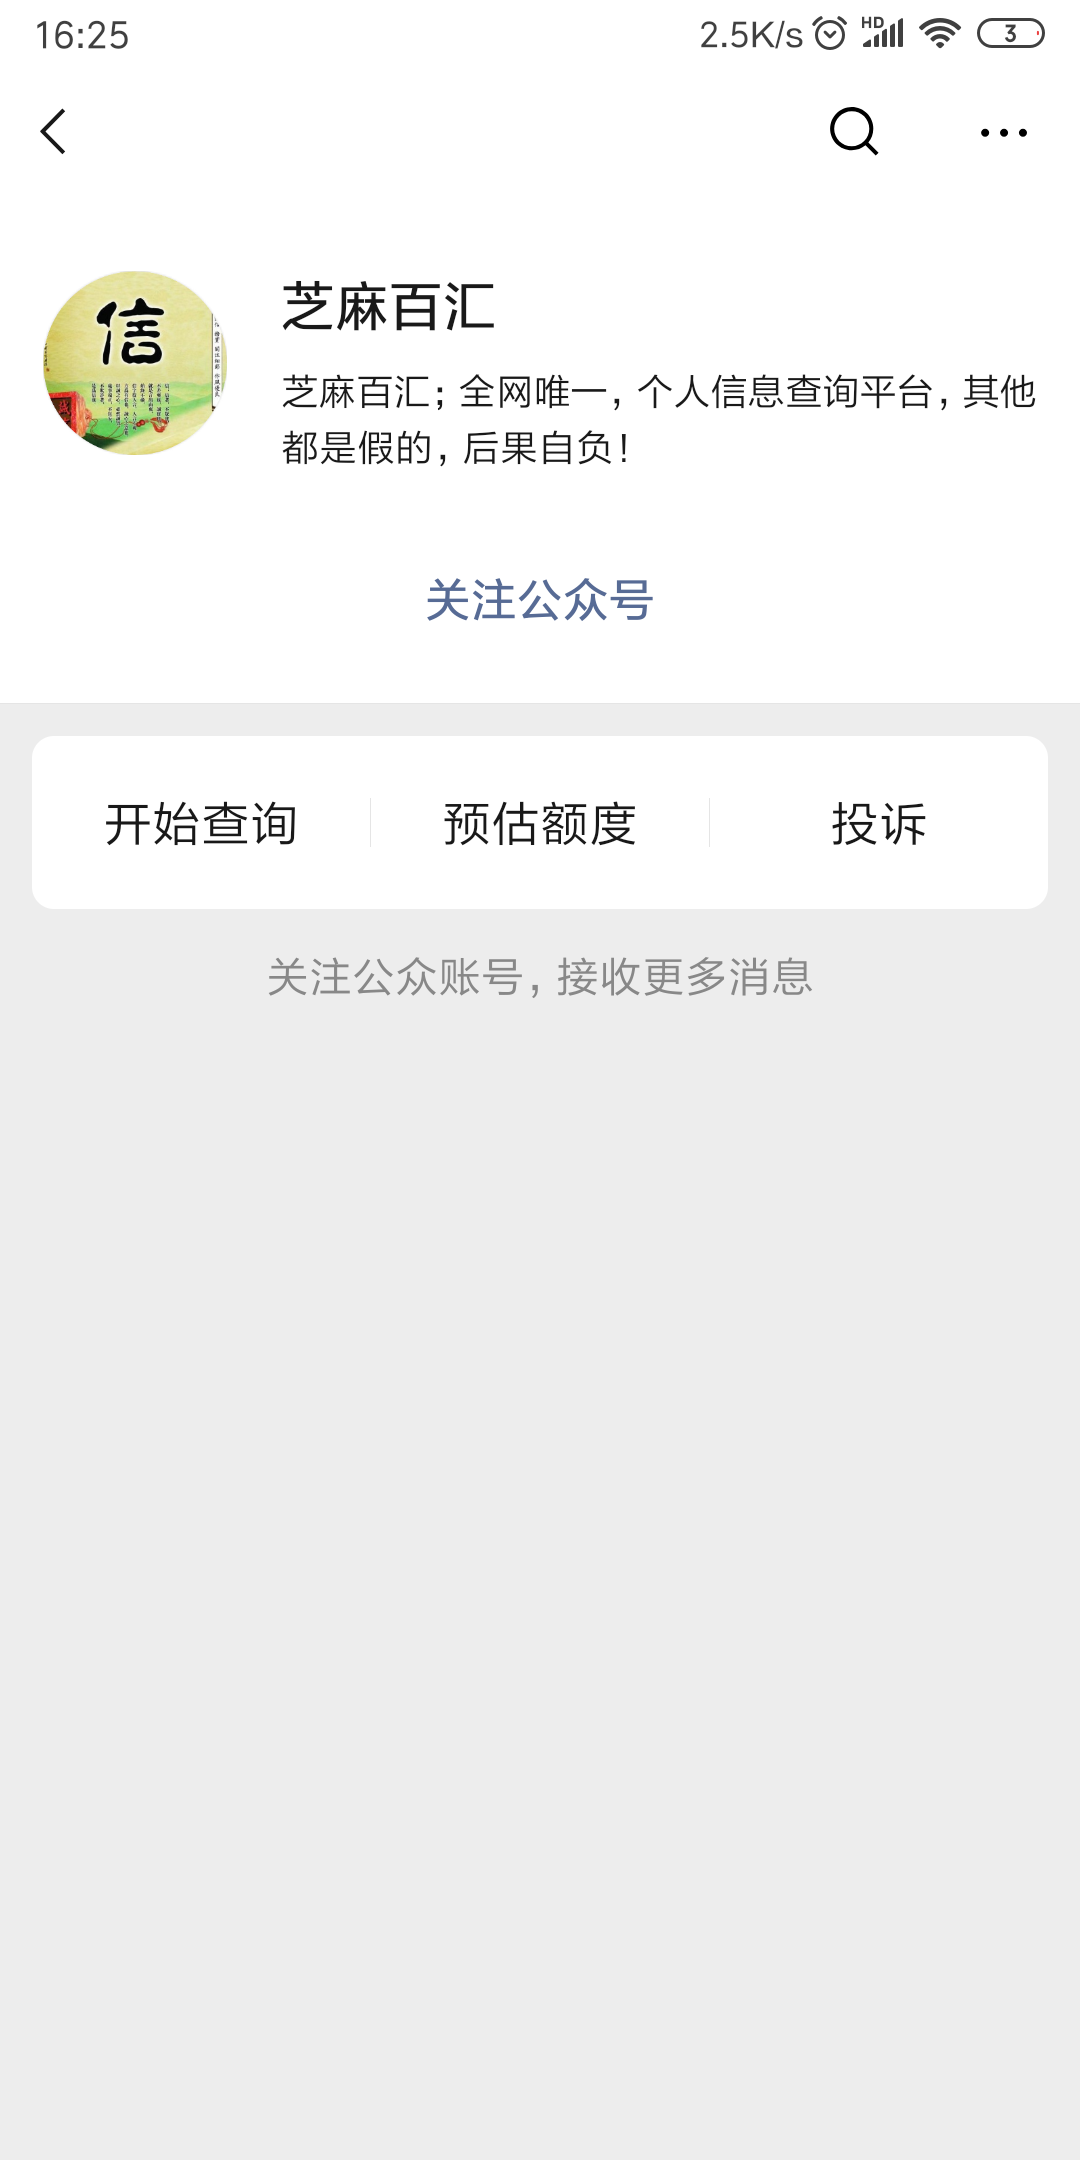 16:25
2.5K/s
HD
3
信
芝麻百汇
芝麻百汇；全网唯一，个人信息查询平台，其他
都是假的，后果自负！
关注公众号
开始查询
预估额度
投诉
关注公众账号，接收更多消息